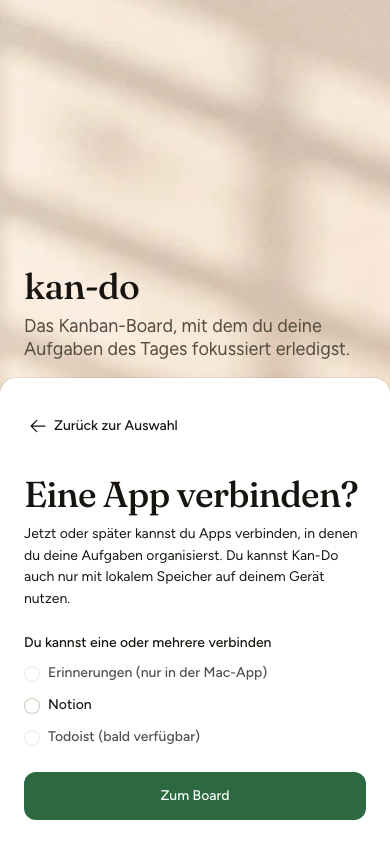 kan-do
Das Kanban-Board, mit dem du deine
Aufgaben des Tages fokussiert erledigst.
Zurück zur Auswahl
Eine App verbinden?
Jetzt oder später kannst du Apps verbinden, in denen
du deine Aufgaben organisierst. Du kannst Kan-Do
auch nur mit lokalem Speicher auf deinem Gerät
nutzen.
Du kannst eine oder mehrere verbinden
Erinnerungen (nur in der Mac-App)
Notion
Todoist (bald verfügbar)
Zum Board